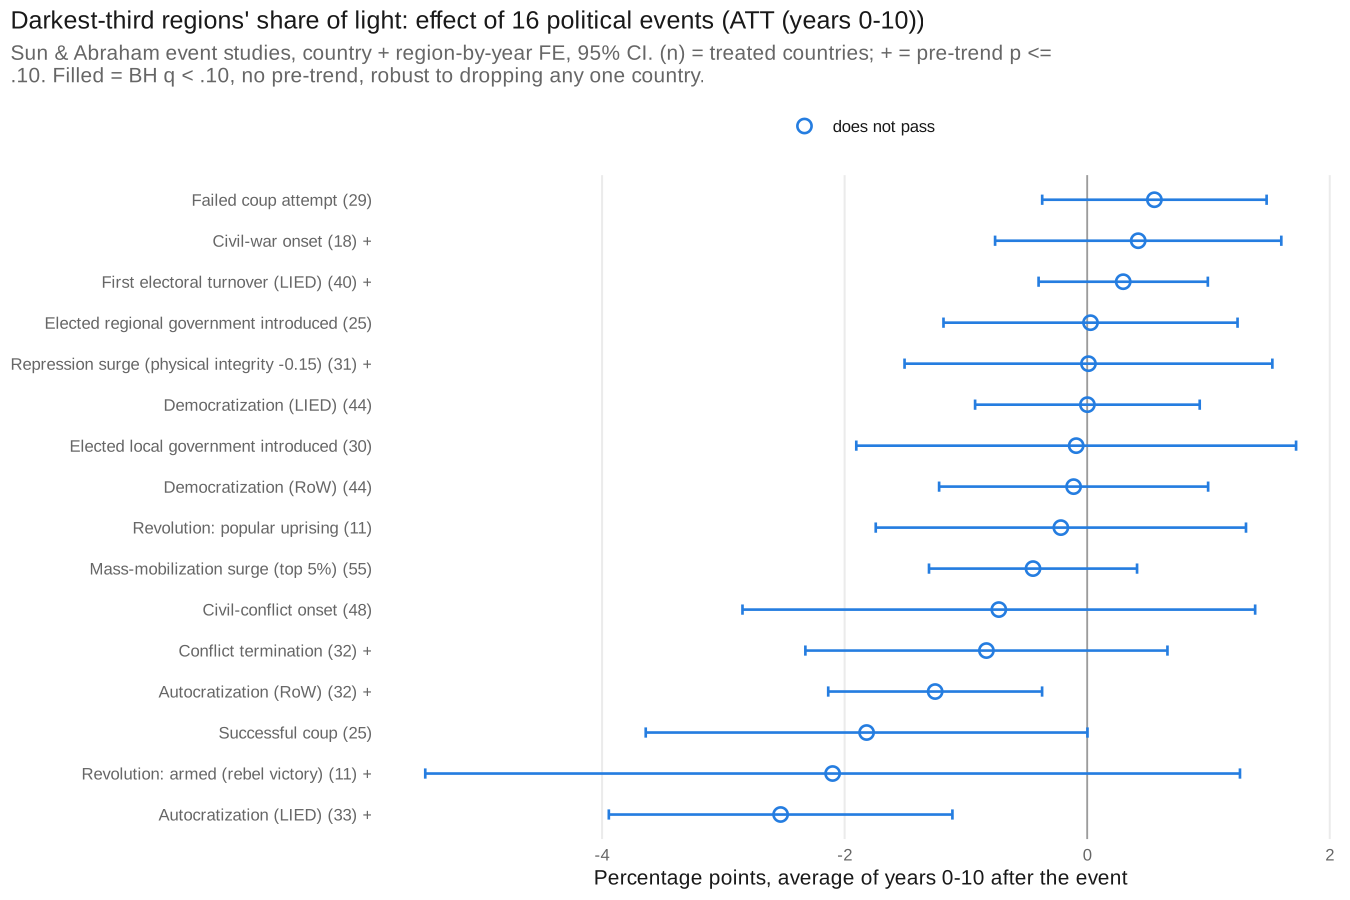 Darkest-third regions' share of light: effect of 16 political events (ATT (years 0-10))
Sun & Abraham event studies, country + region-by-year FE, 95% CI. (n) = treated countries; + = pre-trend p <=
.10. Filled = BH q < .10, no pre-trend, robust to dropping any one country.
does not pass
Failed coup attempt (29)
Civil-war onset (18) +
First electoral turnover (LIED) (40) +
Elected regional government introduced (25)
Repression surge (physical integrity -0.15) (31) +
Democratization (LIED) (44)
Elected local government introduced (30)
Democratization (RoW) (44)
Revolution: popular uprising (11)
Mass-mobilization surge (top 5%) (55)
Civil-conflict onset (48)
Conflict termination (32) +
Autocratization (RoW) (32) +
Successful coup (25)
Revolution: armed (rebel victory) (11) +
Autocratization (LIED) (33) +
-4 -2 0 2
Percentage points, average of years 0-10 after the event